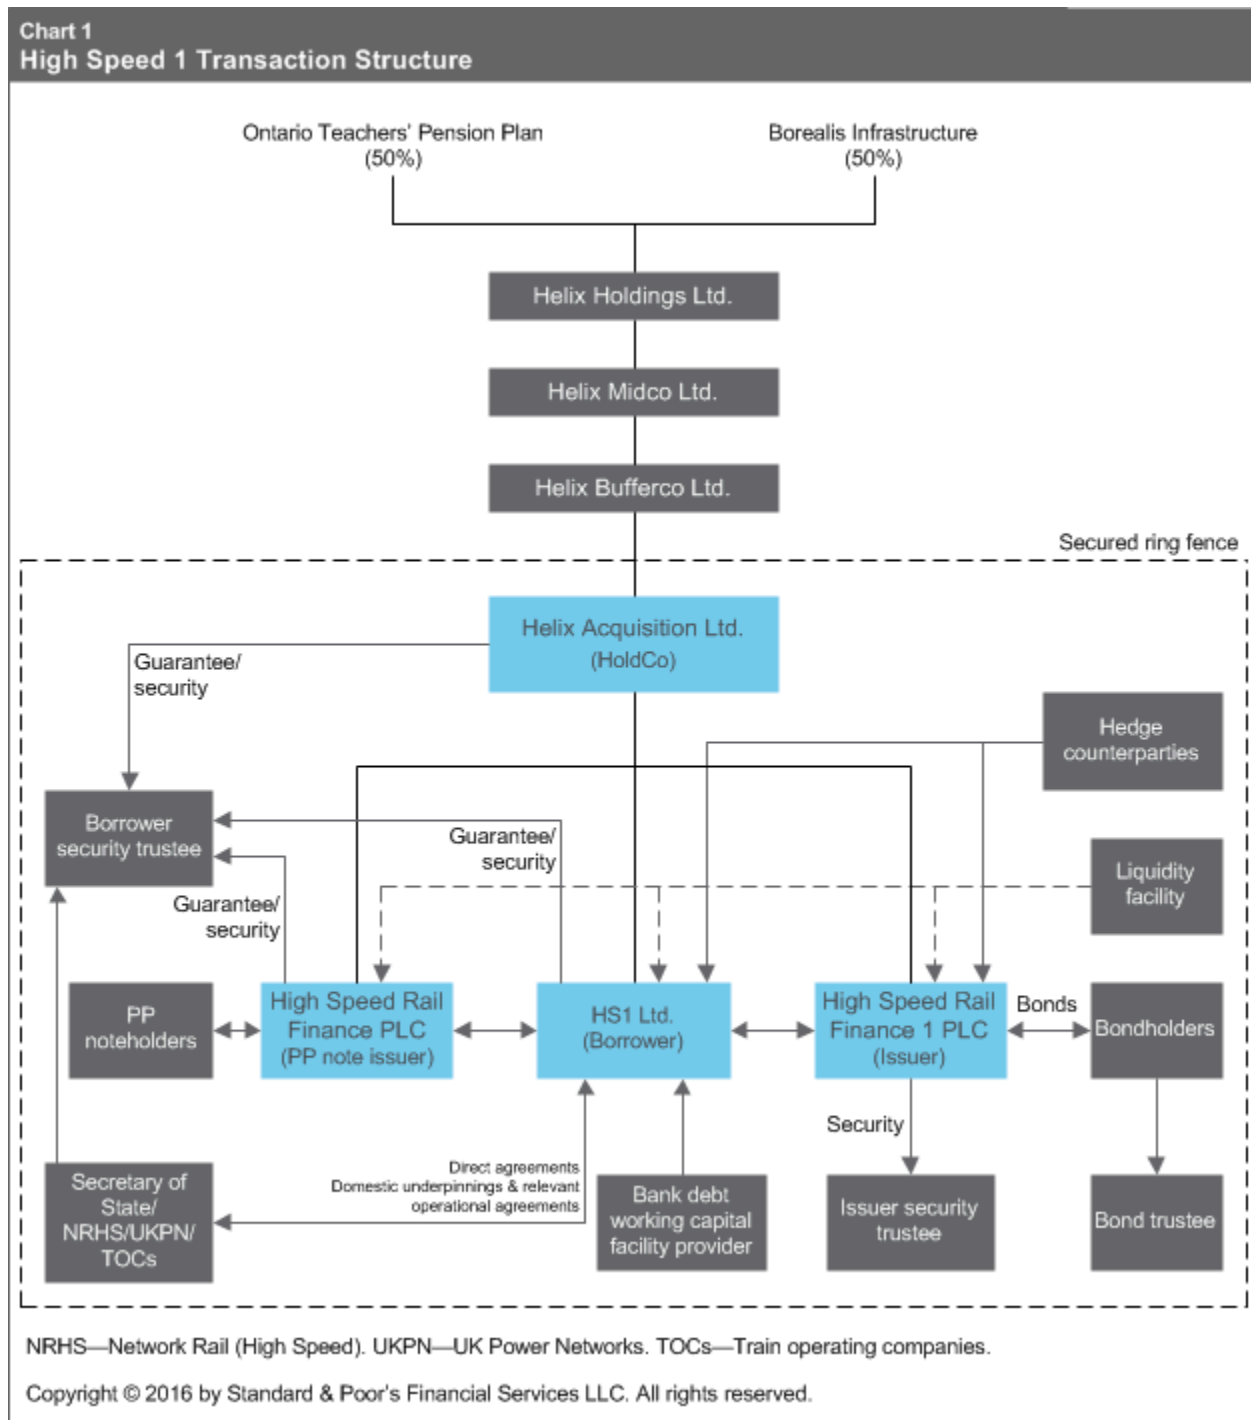 Chart 1
High Speed 1 Transaction Structure
Ontario Teachers' Pension Plan
(50%)
Borealis Infrastructure
(50%)
Helix Holdings Ltd.
Helix Midco Ltd.
Helix Bufferco Ltd.
Secured ring fence
Helix Acquisition Ltd.
(HoldCo)
Guarantee/
security
Hedge
counterparties
Borrower
security trustee
Guarantee/
security
Liquidity
facility
Guarantee/
security
PP
noteholders
High Speed Rail
Finance PLC
(PP note issuer)
HS1 Ltd.
(Borrower)
High Speed Rail
Finance 1 PLC
(Issuer)
Bonds
Bondholders
Security
Direct agreements
Domestic underpinnings & relevant
operational agreements
Secretary of
State/
NRHS/UKPN/
TOCs
Bank debt
working capital
facility provider
Issuer security
trustee
Bond trustee
NRHS—Network Rail (High Speed). UKPN—UK Power Networks. TOCs—Train operating companies.
Copyright © 2016 by Standard & Poor's Financial Services LLC. All rights reserved.